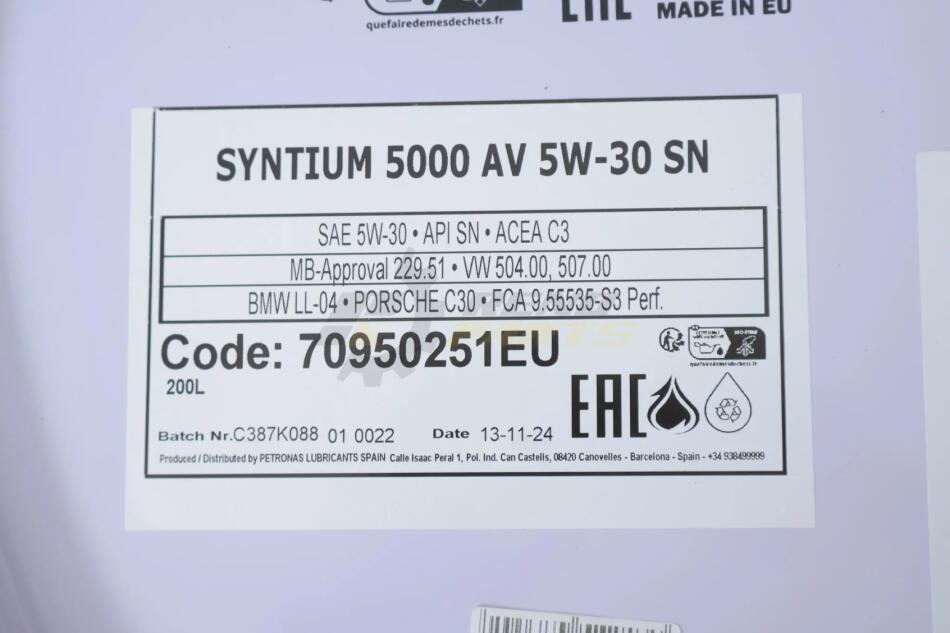 quefairedemesdechets.fr
EAC
MADE IN EU
SYNTIUM 5000 AV 5W-30 SN
SAE 5W-30 • API SN • ACEA C3
MB-Approval 229.51 • VW 504.00, 507.00
BMW LL-04 • PORSCHE C30 • FCA 9.55535-S3 Perf.
Code: 70950251EU
200L
quefairedemesdechets.fr
EAC
Batch Nr. C387K088 01 0022 Date 13-11-24
Produced / Distributed by PETRONAS LUBRICANTS SPAIN Calle Isaac Peral 1, Pol. Ind. Can Castells, 08420 Canovelles - Barcelona - Spain - +34 938499999